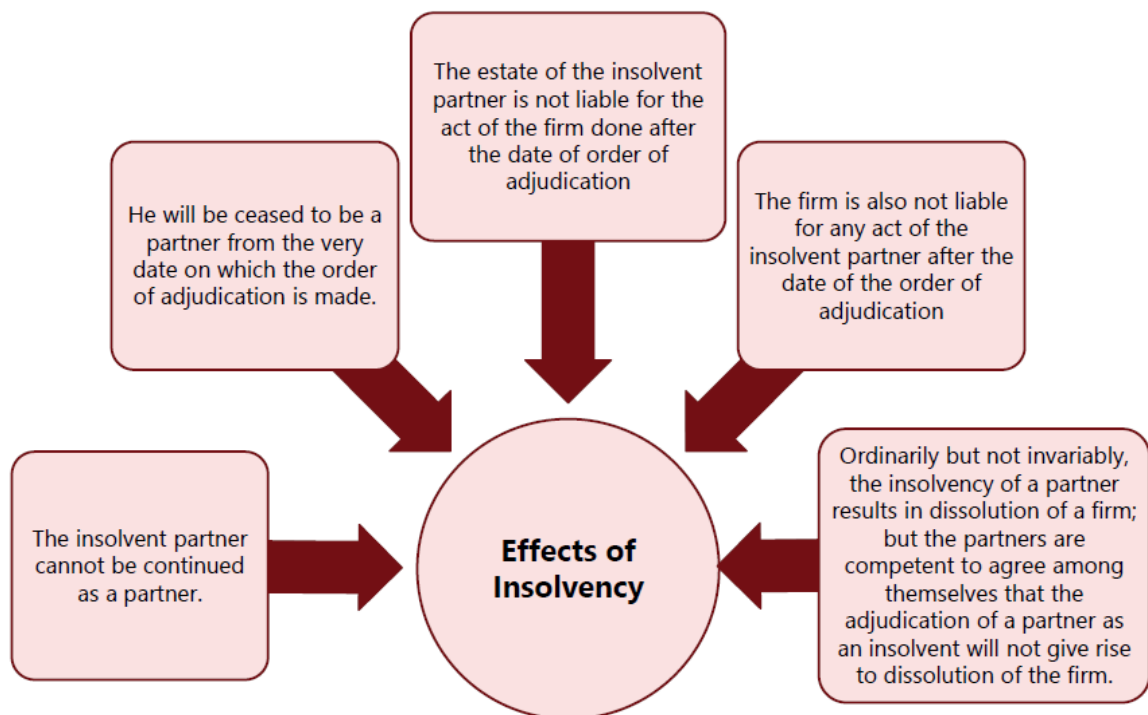 The insolvent partner
cannot be continued
as a partner.
He will be ceased to be a
partner from the very
date on which the order
of adjudication is made.
The estate of the insolvent
partner is not liable for the
act of the firm done after
the date of order of
adjudication
The firm is also not liable
for any act of the
insolvent partner after the
date of the order of
adjudication
Ordinarily but not invariably,
the insolvency of a partner
results in dissolution of a firm;
but the partners are
competent to agree among
themselves that the
adjudication of a partner as
an insolvent will not give rise
to dissolution of the firm.
Effects of
Insolvency